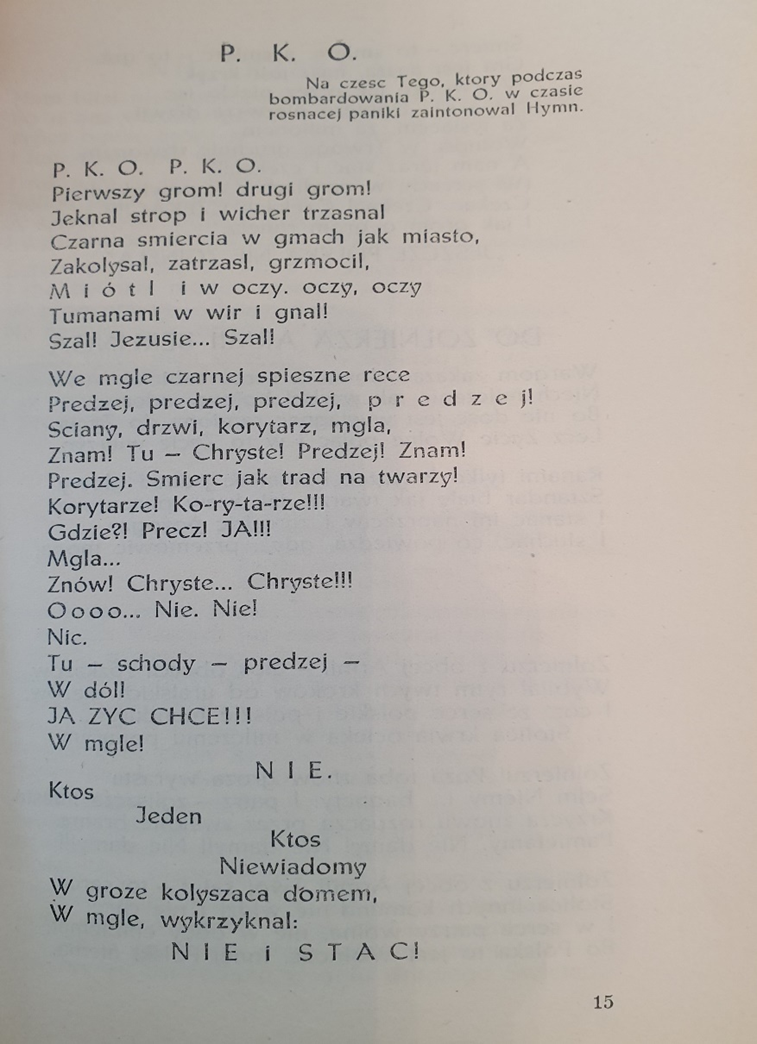 P. K. O.
Na czesc Tego, ktory podczas
bombardowania P. K. O. w czasie
rosnacej paniki zaintonowal Hymn.
P. K. O. P. K. O.
Pierwszy grom! drugi grom!
Jeknal strop i wicher trzasnal
Czarna smiercia w gmach jak miasto,
Zakolysal, zatrzasl, grzmocil,
M i ó t l i w oczy. oczy, oczy
Tumanami w wir i gnal!
Szal! Jezusie... Szal!
We mgle czarnej spieszne rece
Predzej, predzej, predzej, p r e d z e j!
Sciany, drzwi, korytarz, mgla,
Znam! Tu — Chryste! Predzej! Znam!
Predzej. Smierc jak trad na twarzy!
Korytarze! Ko-ry-ta-rze!!!
Gdzie?! Precz! JA!!!
Mgla...
Znów! Chryste... Chryste!!!
O o o o... Nie. Nie!
Nic.
Tu — schody — predzej —
W dól!
JA ZYC CHCE!!!
W mgle!
N I E.
Ktos
Jeden
Ktos
Niewiadomy
W groze kolyszaca domem,
W mgle, wykrzyknal:
N I E i S T A C!
15